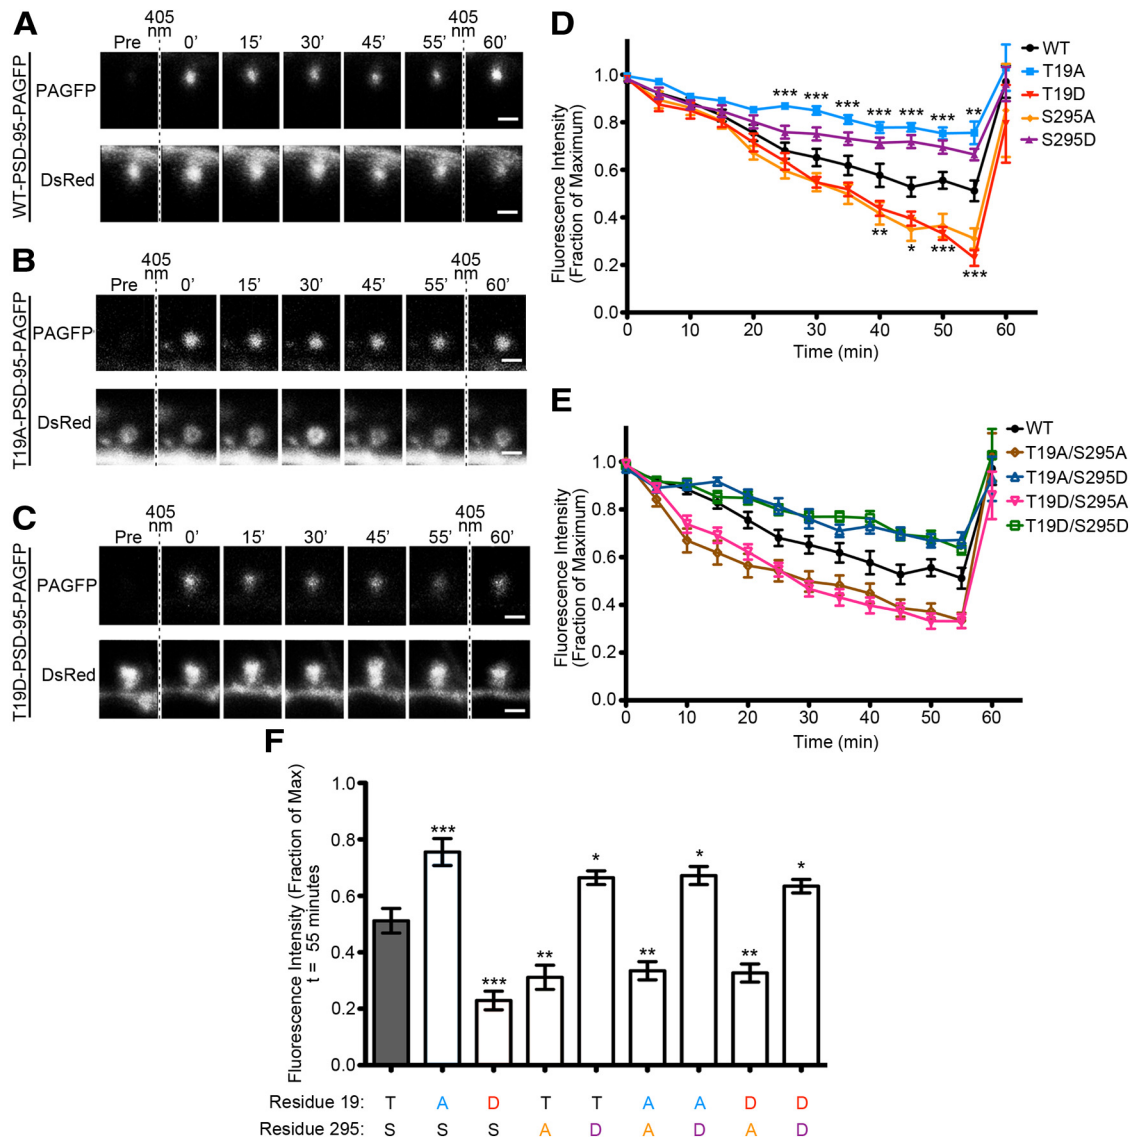 A
405
nm
405
nm
Pre
0’
15’
30’
45’
55’
60’
WT-PSD-95-PAGFP
PAGFP
DsRed
B
405
nm
405
nm
Pre
0’
15’
30’
45’
55’
60’
T19A-PSD-95-PAGFP
PAGFP
DsRed
C
405
nm
405
nm
Pre
0’
15’
30’
45’
55’
60’
T19D-PSD-95-PAGFP
PAGFP
DsRed
D
Fluorescence Intensity
(Fraction of Maximum)
1.0
0.8
0.6
0.4
0.2
0.0
0
10
20
30
40
50
60
Time (min)
*** *** *** *** *** *** **
** * *** ***
WT
T19A
T19D
S295A
S295D
E
Fluorescence Intensity
(Fraction of Maximum)
1.0
0.8
0.6
0.4
0.2
0.0
0
10
20
30
40
50
60
Time (min)
WT
T19A/S295A
T19A/S295D
T19D/S295A
T19D/S295D
F
Fluorescence Intensity (Fraction of Max)
t = 55 minutes
1.0
0.8
0.6
0.4
0.2
0.0
*** *** ** * ** * ** *
Residue 19: T A D T T A A D D
Residue 295: S S S A D A D A D